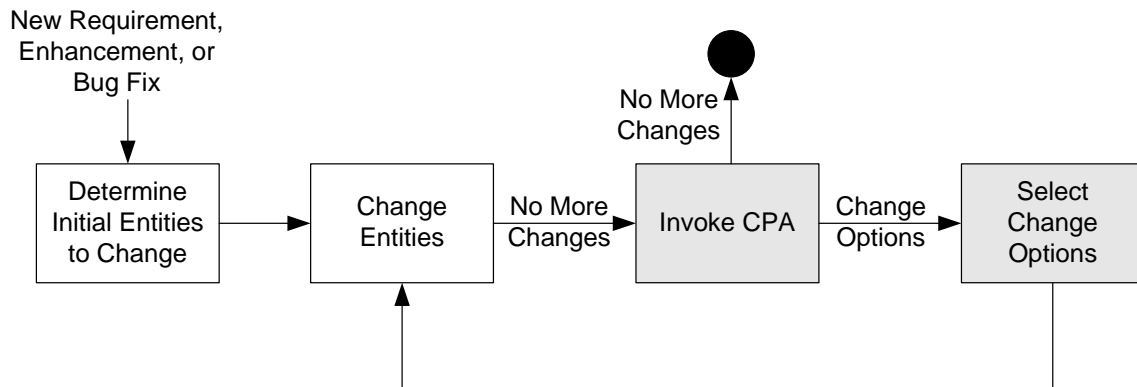 New Requirement,
Enhancement, or
Bug Fix
No More
Changes
Determine
Initial Entities
to Change
Change
Entities
No More
Changes
Invoke CPA
Change
Options
Select
Change
Options